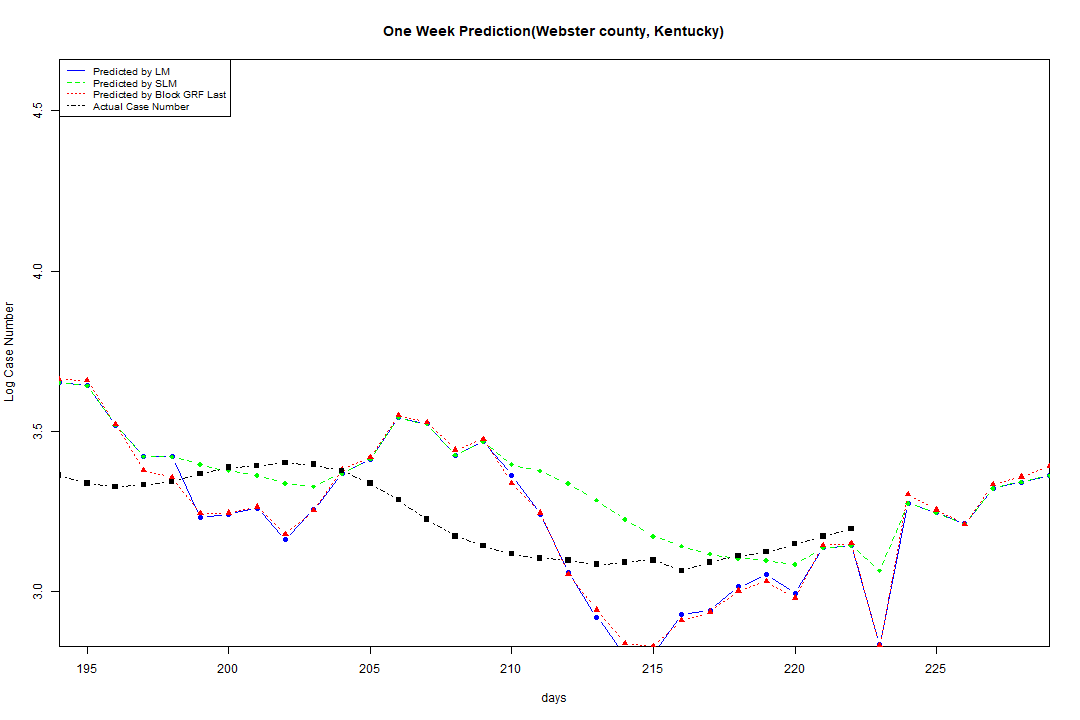 One Week Prediction(Webster county, Kentucky)
Predicted by LM
Predicted by SLM
Predicted by Block GRF Last
Actual Case Number
4.5
4.0
3.5
3.0
Log Case Number
195 200 205 210 215 220 225
days